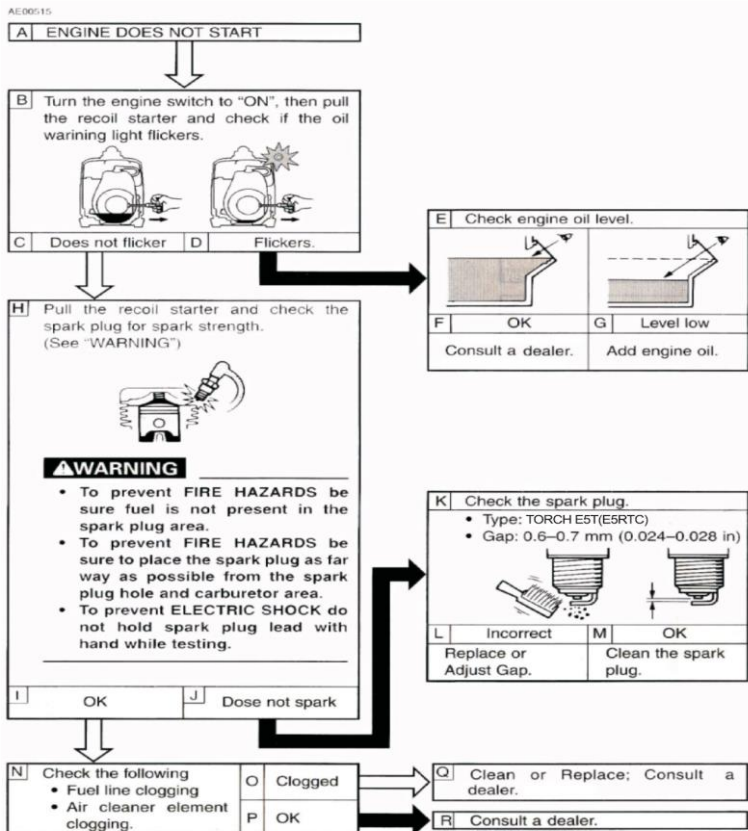 AE00515
A ENGINE DOES NOT START
B Turn the engine switch to “ON”, then pull
the recoil starter and check if the oil
warining light flickers.
C Does not flicker D Flickers.
E Check engine oil level.
F OK G Level low
Consult a dealer. Add engine oil.
H Pull the recoil starter and check the
spark plug for spark strength.
(See “WARNING”)
WARNING
• To prevent FIRE HAZARDS be
sure fuel is not present in the
spark plug area.
• To prevent FIRE HAZARDS be
sure to place the spark plug as far
way as possible from the spark
plug hole and carburetor area.
• To prevent ELECTRIC SHOCK do
not hold spark plug lead with
hand while testing.
I OK J Dose not spark
K Check the spark plug.
• Type: TORCH E5T(E5RTC)
• Gap: 0.6–0.7 mm (0.024–0.028 in)
L Incorrect M OK
Replace or
Adjust Gap.
Clean the spark
plug.
N Check the following
• Fuel line clogging
• Air cleaner element
clogging.
O Clogged
P OK
Q Clean or Replace; Consult a
dealer.
R Consult a dealer.